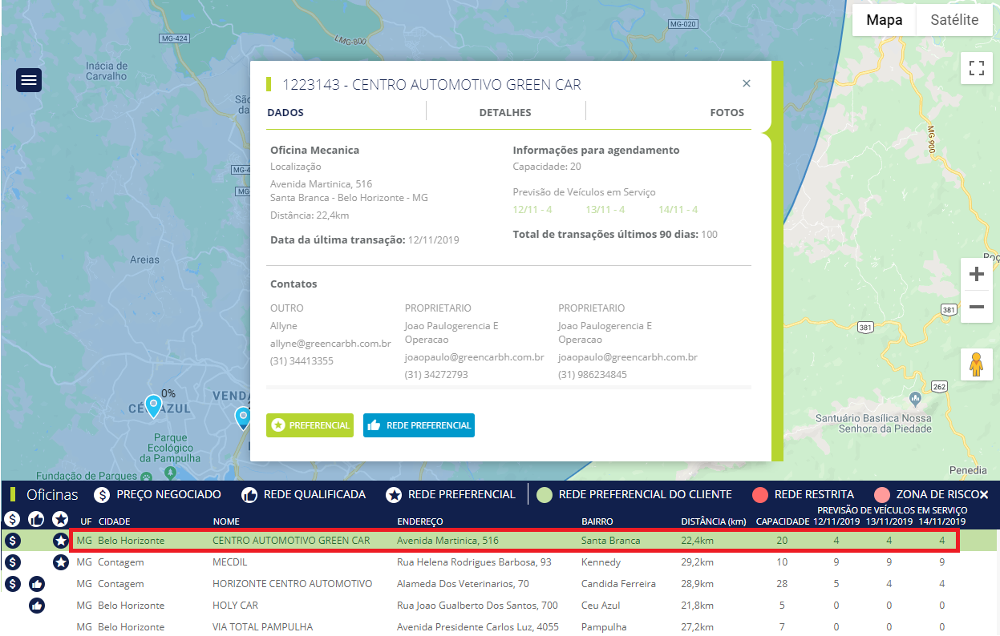 MG-424
LMG-800
MG-020
Mapa
Satélite
Inácia de
Carvalho
MG-900
Areias
381
381
262
Santuário Basílica Nossa
Senhora da Piedade
Penedia
0%
CÉU AZUL
Parque
Ecológico
da Pampulha
Fundação de Parques
1223143 - CENTRO AUTOMOTIVO GREEN CAR
×
DADOS
DETALHES
FOTOS
Oficina Mecanica
Localização
Avenida Martinica, 516
Santa Branca - Belo Horizonte - MG
Distância: 22,4km
Data da última transação: 12/11/2019
Informações para agendamento
Capacidade: 20
Previsão de Veículos em Serviço
12/11 - 4 13/11 - 4 14/11 - 4
Total de transações últimos 90 dias: 100
Contatos
OUTRO
Allyne
allyne@greencarbh.com.br
(31) 34413355
PROPRIETARIO
Joao Paulogerencia E
Operacao
joaopaulo@greencarbh.com.br
(31) 34272793
PROPRIETARIO
Joao Paulogerencia E
Operacao
joaopaulo@greencarbh.com.br
(31) 986234845
PREFERENCIAL
REDE PREFERENCIAL
Oficinas $ PREÇO NEGOCIADO REDE QUALIFICADA REDE PREFERENCIAL REDE PREFERENCIAL DO CLIENTE REDE RESTRITA ZONA DE RISCO ×
PREVISÃO DE VEÍCULOS EM SERVIÇO
$ UF CIDADE NOME ENDEREÇO BAIRRO DISTÂNCIA (km) CAPACIDADE 12/11/2019 13/11/2019 14/11/2019
$ MG Belo Horizonte CENTRO AUTOMOTIVO GREEN CAR Avenida Martinica, 516 Santa Branca 22,4km 20 4 4 4
$ MG Contagem MECDIL Rua Helena Rodrigues Barbosa, 93 Kennedy 29,2km 10 9 9 9
$ MG Contagem HORIZONTE CENTRO AUTOMOTIVO Alameda Dos Veterinarios, 70 Candida Ferreira 28,9km 28 5 4 4
MG Belo Horizonte HOLY CAR Rua Joao Gualberto Dos Santos, 700 Ceu Azul 21,8km 5 0 0 0
MG Belo Horizonte VIA TOTAL PAMPULHA Avenida Presidente Carlos Luz, 4055 Pampulha 27,2km 7 0 0 0